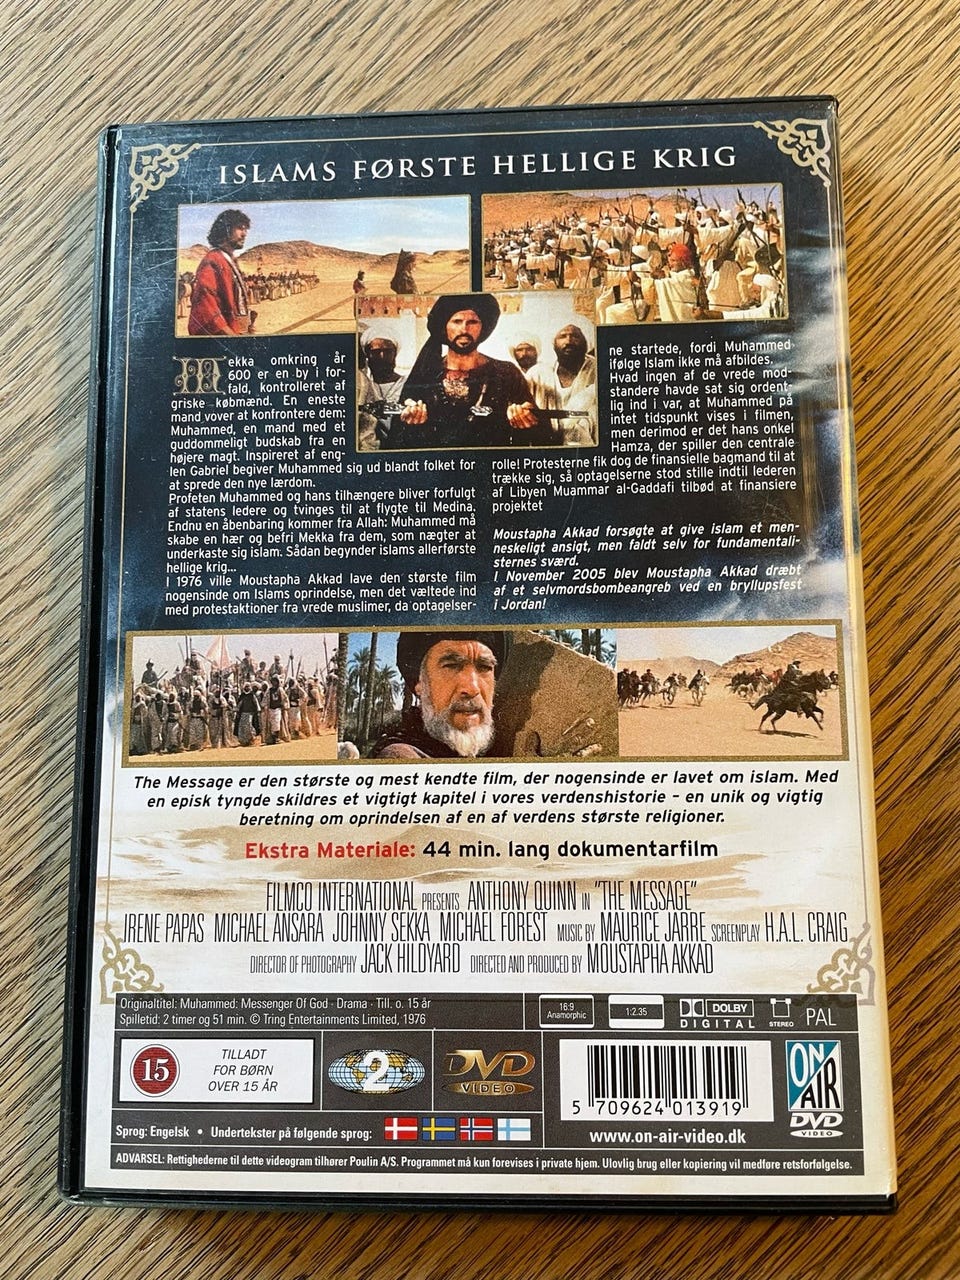 ISLAMS FØRSTE HELLIGE KRIG
Mekka omkring år
600 er en by i for-
fald, kontrolleret af
griske købmænd. En eneste
mand vover at konfrontere dem:
Muhammed, en mand med et
guddommeligt budskab fra en
højere magt. Inspireret af eng-
len Gabriel begiver Muhammed sig ud blandt folket for
at sprede den nye lærdom.
Profeten Muhammed og hans tilhængere bliver forfulgt
af statens ledere og tvinges til at flygte til Medina.
Endnu en åbenbaring kommer fra Allah: Muhammed må
skabe en hær og befri Mekka fra dem, som nægter at
underkaste sig islam. Sådan begynder islams allerførste
hellige krig...
I 1976 ville Moustapha Akkad lave den største film
nogensinde om Islams oprindelse, men det væltede ind
med protestaktioner fra vrede muslimer, da optagelser-
ne startede, fordi Muhammed
ifølge Islam ikke må afbildes.
Hvad ingen af de vrede mod-
standere havde sat sig ordent-
lig ind i var, at Muhammed på
intet tidspunkt vises i filmen,
men derimod er det hans onkel
Hamza, der spiller den centrale
rolle! Protesterne fik dog de finansielle bagmand til at
trække sig, så optagelserne stod stille indtil lederen
af Libyen Muammar al-Gaddafi tilbød at finansiere
projektet
Moustapha Akkad forsøgte at give islam et men-
neskeligt ansigt, men faldt selv for fundamentali-
sternes sværd.
I November 2005 blev Moustapha Akkad dræbt
af et selvmordsbombeangreb ved en bryllupsfest
i Jordan!
The Message er den største og mest kendte film, der nogensinde er lavet om islam. Med
en episk tyngde skildres et vigtigt kapitel i vores verdenshistorie - en unik og vigtig
beretning om oprindelsen af en af verdens største religioner.
Ekstra Materiale: 44 min. lang dokumentarfilm
FILMCO INTERNATIONAL PRESENTS ANTHONY QUINN IN "THE MESSAGE"
IRENE PAPAS MICHAEL ANSARA JOHNNY SEKKA MICHAEL FOREST MUSIC BY MAURICE JARRE SCREENPLAY H.A.L. CRAIG
DIRECTOR OF PHOTOGRAPHY JACK HILDYARD DIRECTED AND PRODUCED BY MOUSTAPHA AKKAD
Originaltitel: Muhammed: Messenger Of God · Drama · Till. o. 15 år
Spilletid: 2 timer og 51 min. © Tring Entertainments Limited, 1976
16:9
Anamorphic
1:2.35
DOLBY
DIGITAL
STEREO
PAL
15
TILLADT
FOR BØRN
OVER 15 ÅR
2
DVD
VIDEO
5 709624 013919
www.on-air-video.dk
ON
AIR
DVD
VIDEO
Sprog: Engelsk • Undertekster på følgende sprog:
ADVARSEL: Rettighederne til dette videogram tilhører Poulin A/S. Programmet må kun forevises i private hjem. Ulovlig brug eller kopiering vil medføre retsforfølgelse.